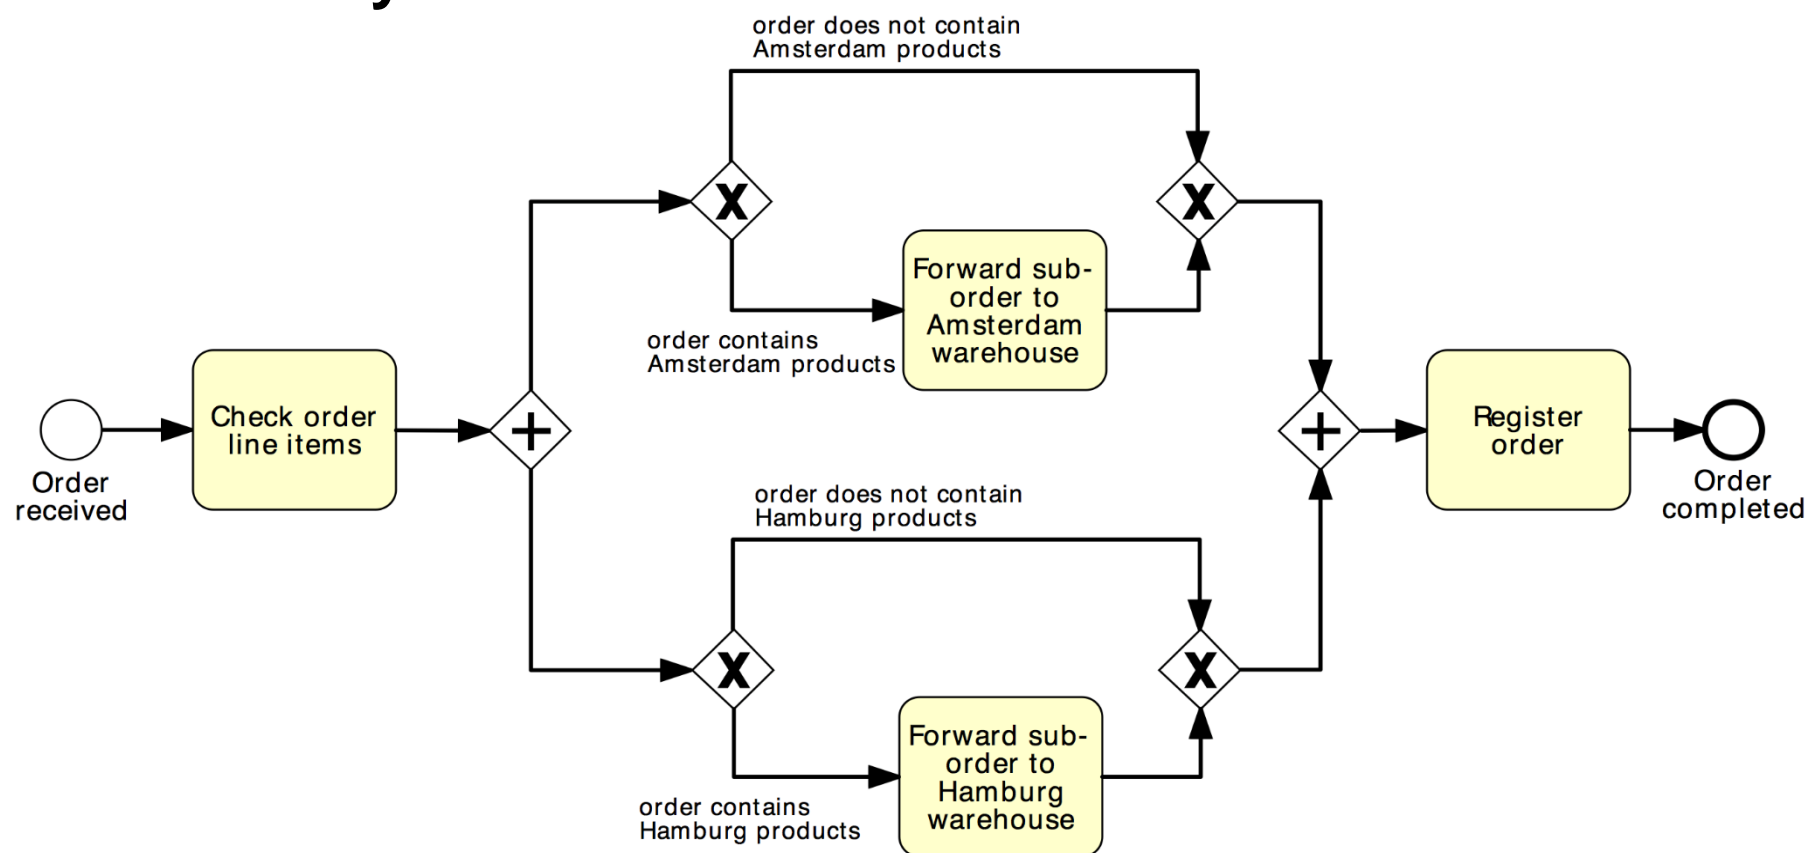 order does not contain
Amsterdam products
X
X
Forward sub-
order to
Amsterdam
warehouse
order contains
Amsterdam products
Check order
line items
+
+
Register
order
Order
received
Order
completed
order does not contain
Hamburg products
X
X
Forward sub-
order to
Hamburg
warehouse
order contains
Hamburg products